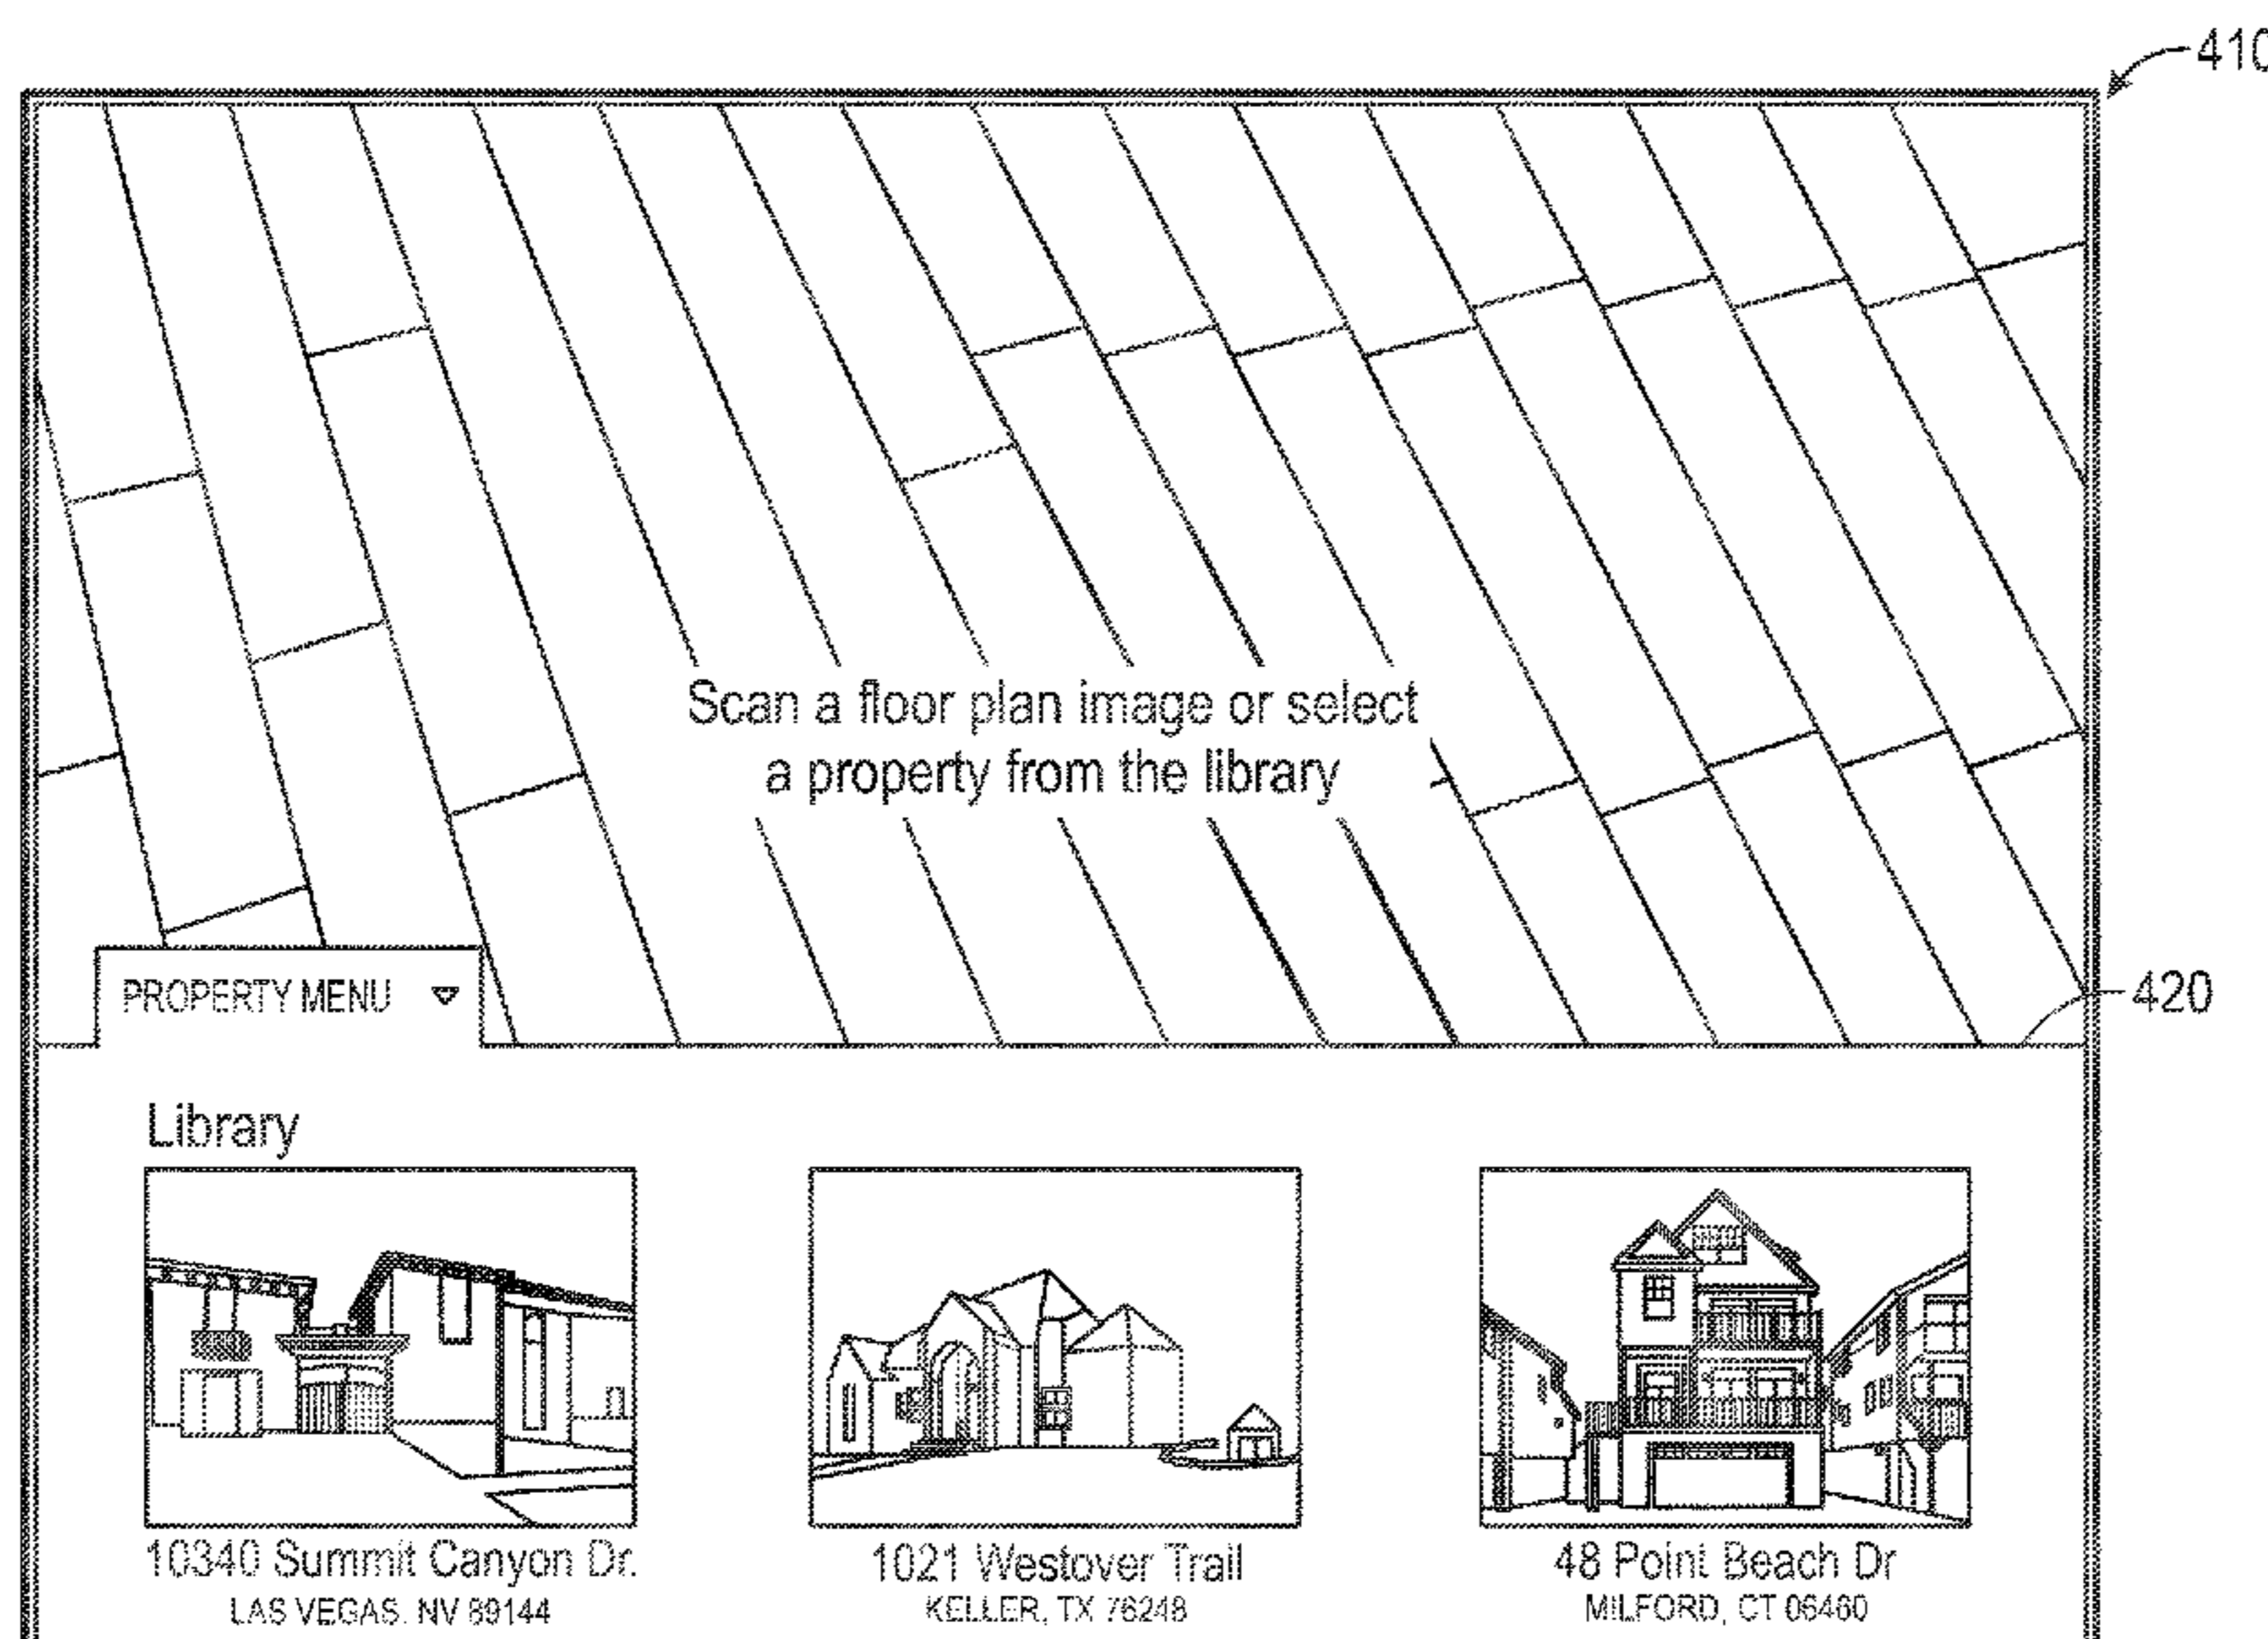 410
Scan a floor plan image or select
a property from the library
PROPERTY MENU
420
Library
10340 Summit Canyon Dr.
LAS VEGAS. NV 89144
1021 Westover Trail
KELLER, TX 76248
48 Point Beach Dr
MILFORD, CT 06460